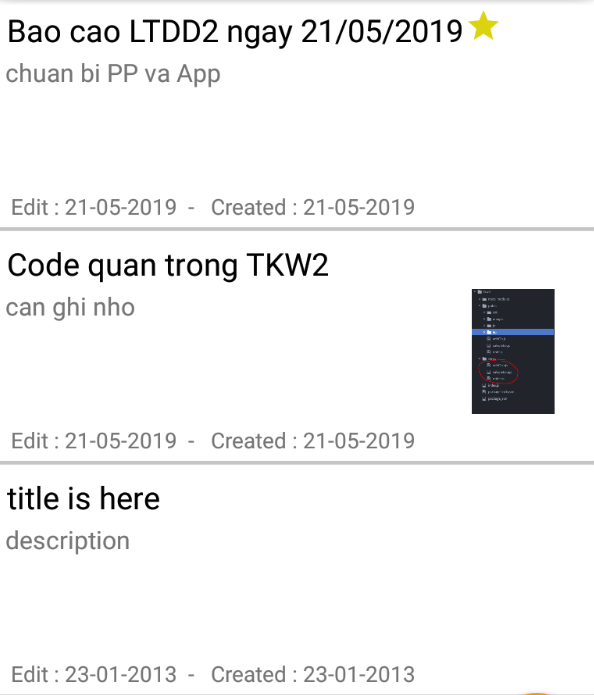 Bao cao LTDD2 ngay 21/05/2019
chuan bi PP va App
Edit : 21-05-2019 - Created : 21-05-2019
Code quan trong TKW2
can ghi nho
Edit : 21-05-2019 - Created : 21-05-2019
title is here
description
Edit : 23-01-2013 - Created : 23-01-2013